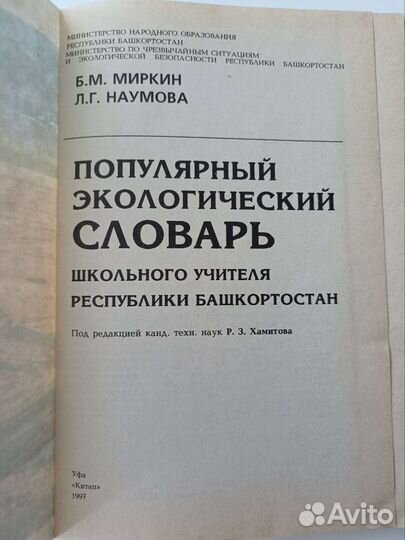 МИНИСТЕРСТВО НАРОДНОГО ОБРАЗОВАНИЯ
РЕСПУБЛИКИ БАШКОРТОСТАН
МИНИСТЕРСТВО ПО ЧРЕЗВЫЧАЙНЫМ СИТУАЦИЯМ
И ЭКОЛОГИЧЕСКОЙ БЕЗОПАСНОСТИ РЕСПУБЛИКИ БАШКОРТОСТАН
Б.М. МИРКИН
Л.Г. НАУМОВА
ПОПУЛЯРНЫЙ
ЭКОЛОГИЧЕСКИЙ
СЛОВАРЬ
ШКОЛЬНОГО УЧИТЕЛЯ
РЕСПУБЛИКИ БАШКОРТОСТАН
Под редакцией канд. техн. наук Р. З. Хамитова
Уфа
«Китап»
1997
Avito